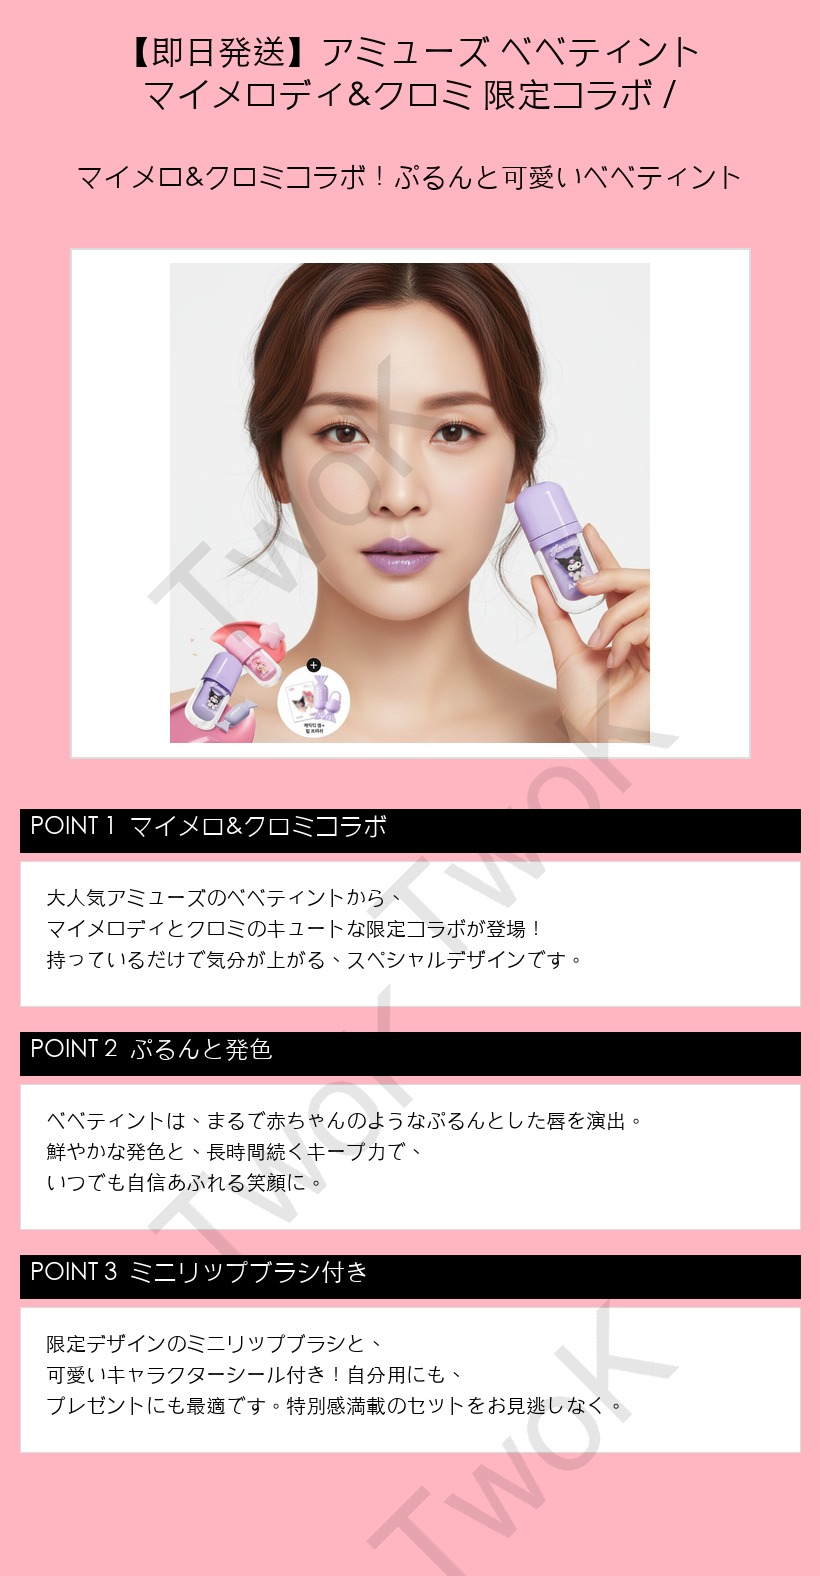 【即日発送】アミューズ ベベティント
マイメロディ&クロミ 限定コラボ /
マイメロ&クロミコラボ！ぷるんと可愛いベベティント
+
캐릭터 씰+
립 브러쉬
POINT 1 マイメロ&クロミコラボ
大人気アミューズのベベティントから、
マイメロディとクロミのキュートな限定コラボが登場！
持っているだけで気分が上がる、スペシャルデザインです。
POINT 2 ぷるんと発色
ベベティントは、まるで赤ちゃんのようなぷるんとした唇を演出。
鮮やかな発色と、長時間続くキープ力で、
いつでも自信あふれる笑顔に。
POINT 3 ミニリップブラシ付き
限定デザインのミニリップブラシと、
可愛いキャラクターシール付き！自分用にも、
プレゼントにも最適です。特別感満載のセットをお見逃しなく。
TwoK
TwoK
TwoK
TwoK